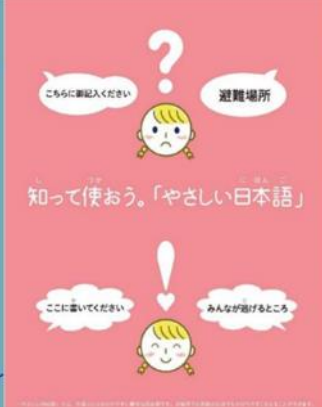 ?
こちらに御記入ください
避難場所
知って使おう。「やさしい日本語」
!
ここに書いてください
みんなが逃げるところ